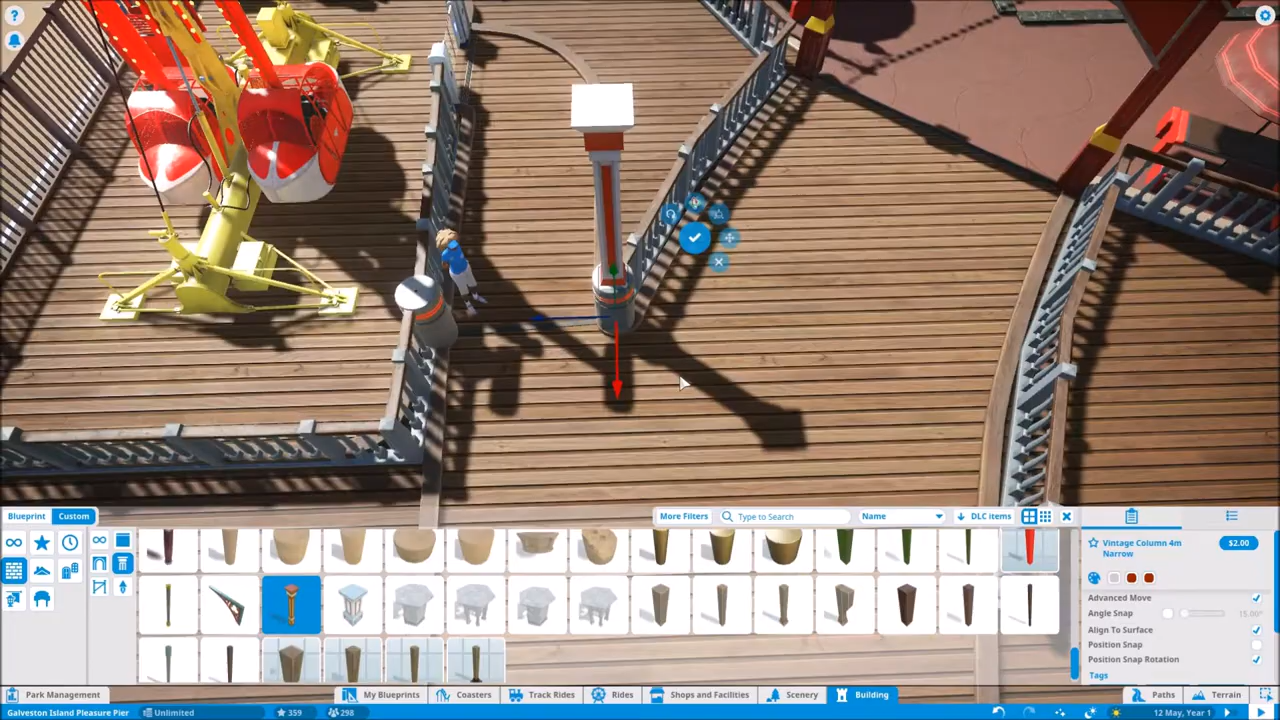 ?
Blueprint
Custom
More Filters
Type to Search
Name
DLC items
Vintage Column 4m
Narrow
$2.00
Advanced Move
Angle Snap
15.00°
Align To Surface
Position Snap
Position Snap Rotation
Tags
Park Management
My Blueprints
Coasters
Track Rides
Rides
Shops and Facilities
Scenery
Building
Paths
Terrain
Galveston Island Pleasure Pier
Unlimited
359
298
12 May, Year 1